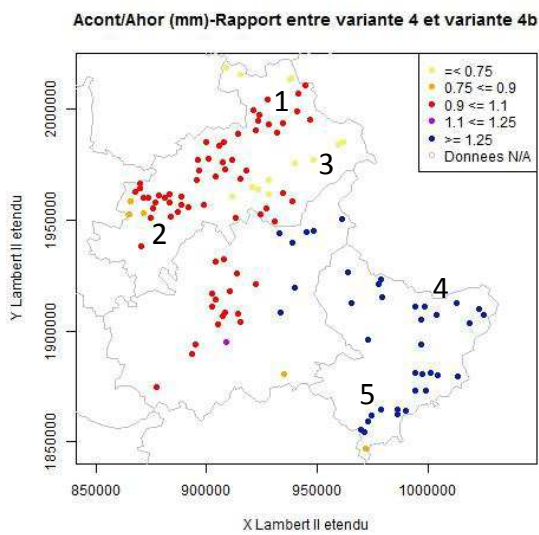 Acont/Ahor (mm)-Rapport entre variante 4 et variante 4b
=< 0.75
0.75 <= 0.9
0.9 <= 1.1
1.1 <= 1.25
>= 1.25
Donnees N/A
1
3
2
4
5
Y Lambert II etendu
2000000
1950000
1900000
1850000
850000 900000 950000 1000000
X Lambert II etendu